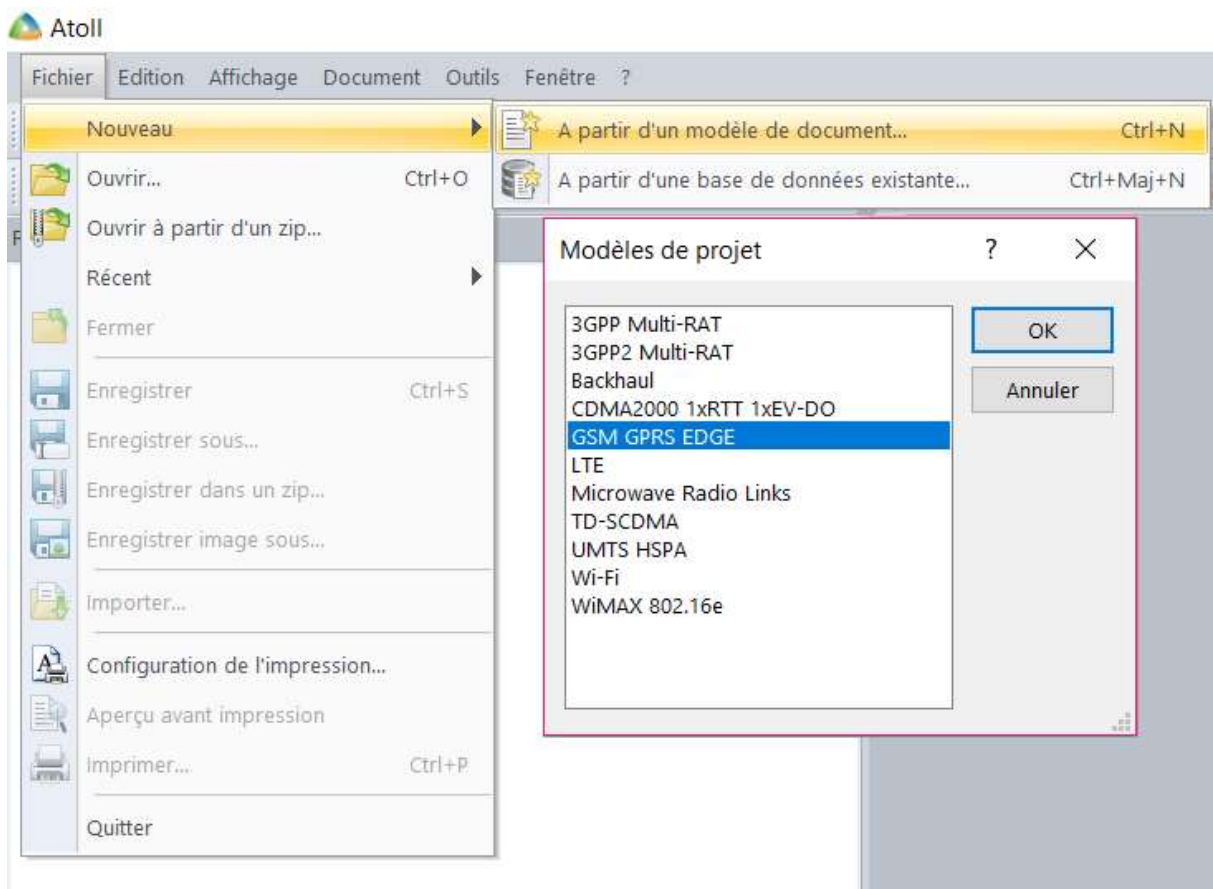 Atoll
Fichier Edition Affichage Document Outils Fenêtre ?
Nouveau
A partir d'un modèle de document... Ctrl+N
Ouvrir... Ctrl+O
A partir d'une base de données existante... Ctrl+Maj+N
Ouvrir à partir d'un zip...
Récent
Fermer
Enregistrer Ctrl+S
Enregistrer sous...
Enregistrer dans un zip...
Enregistrer image sous...
Importer...
Configuration de l'impression...
Aperçu avant impression
Imprimer... Ctrl+P
Quitter
Modèles de projet ?
3GPP Multi-RAT
3GPP2 Multi-RAT
Backhaul
CDMA2000 1xRTT 1xEV-DO
GSM GPRS EDGE
LTE
Microwave Radio Links
TD-SCDMA
UMTS HSPA
Wi-Fi
WiMAX 802.16e
OK
Annuler